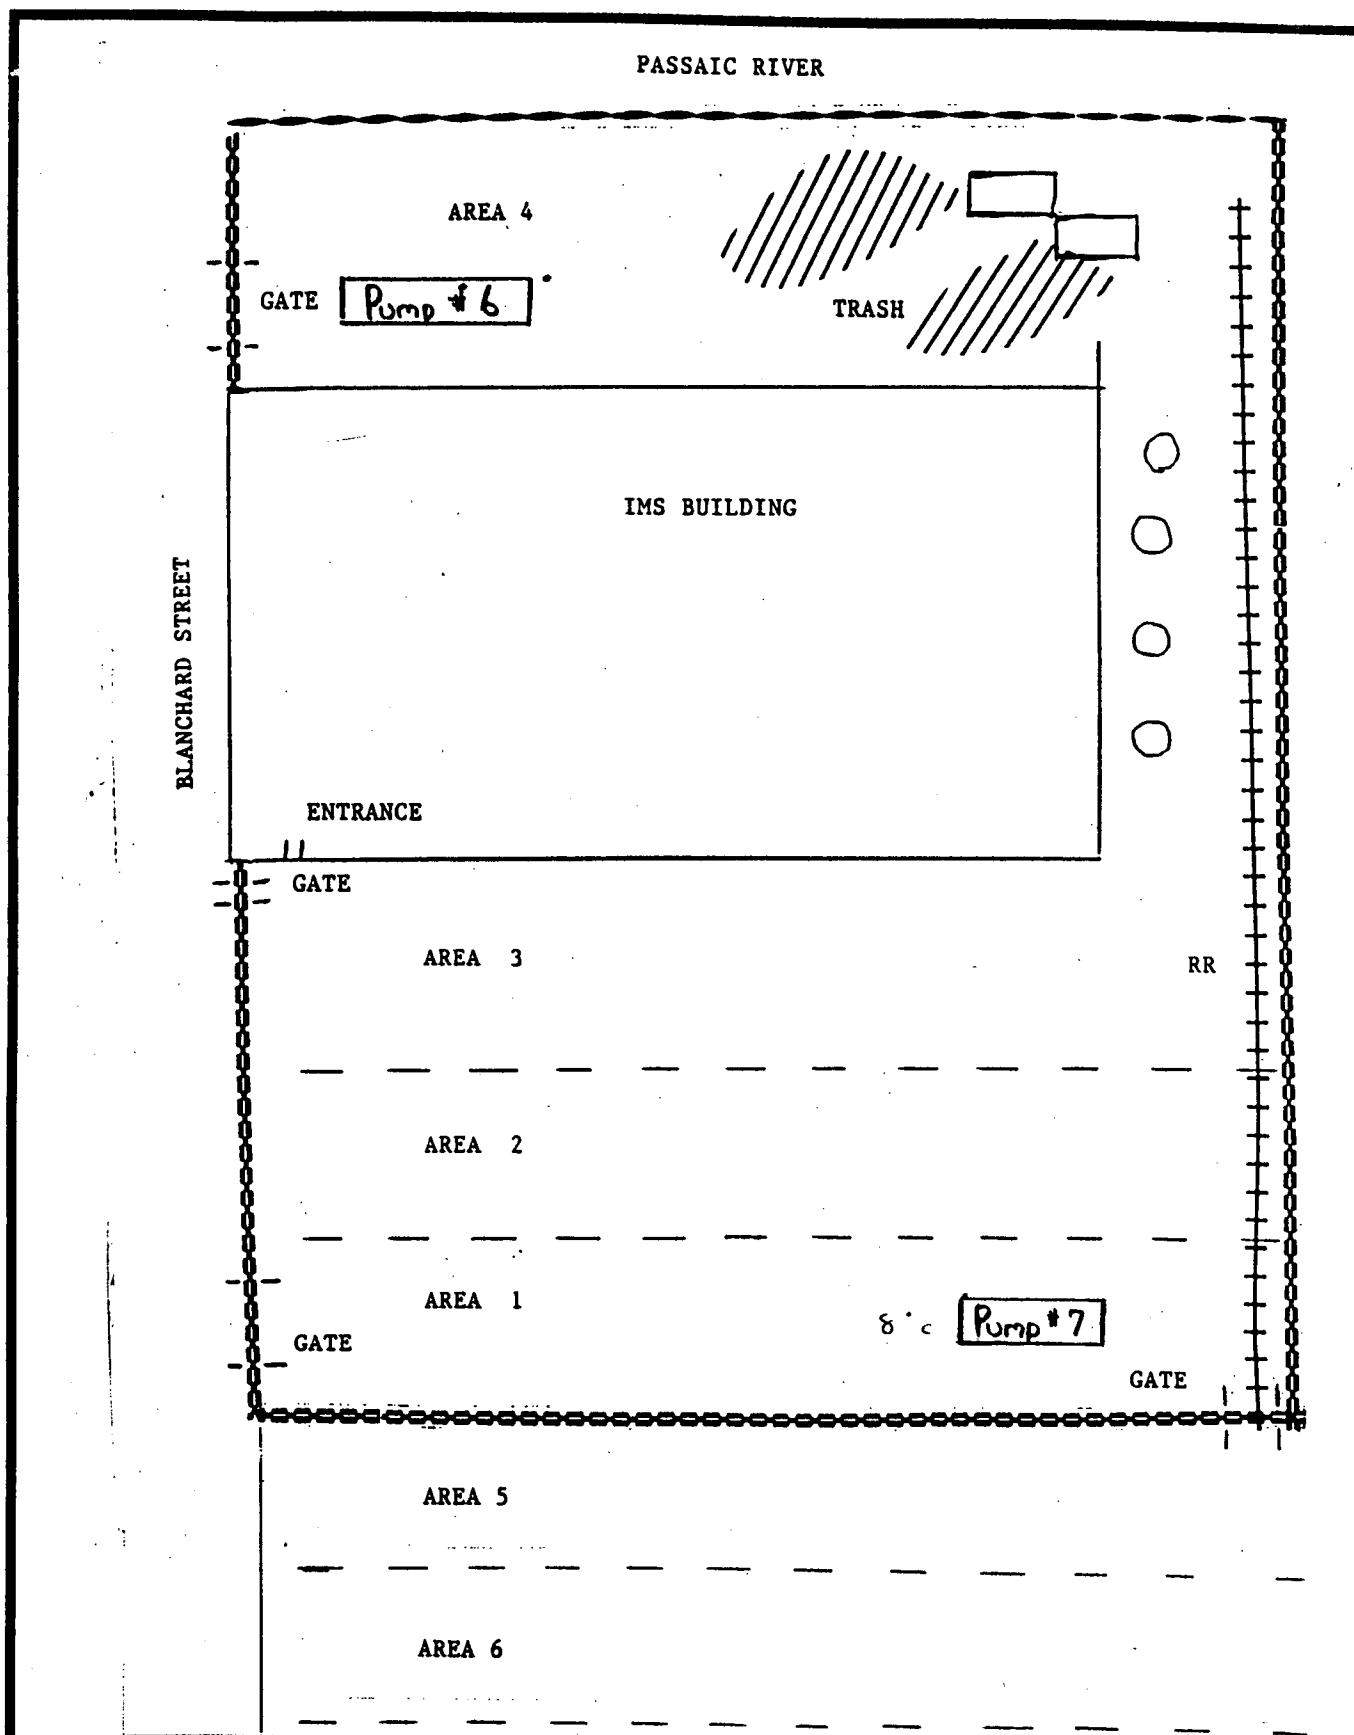 PASSAIC RIVER
AREA 4
GATE
Pump # 6
TRASH
IMS BUILDING
BLANCHARD STREET
ENTRANCE
GATE
AREA 3
RR
AREA 2
AREA 1
8°c
Pump # 7
GATE
GATE
AREA 5
AREA 6